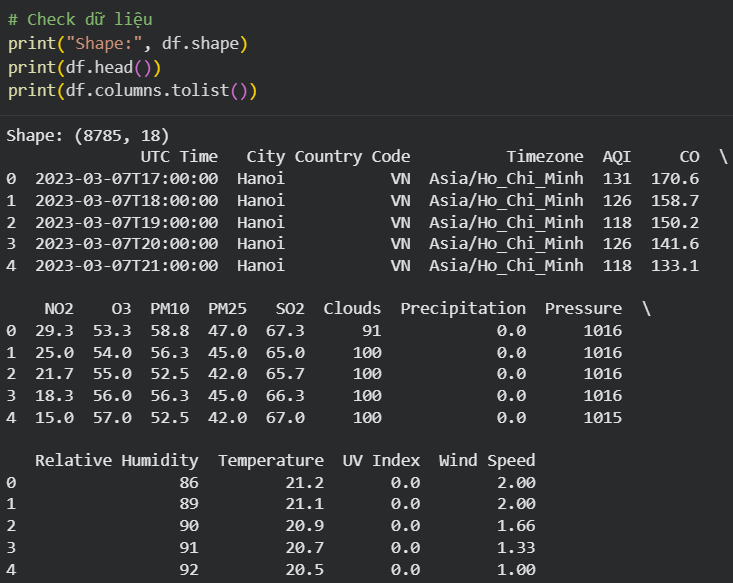 # Check dữ liệu
print("Shape:", df.shape)
print(df.head())
print(df.columns.tolist())
Shape: (8785, 18)
              UTC Time   City Country Code          Timezone  AQI     CO  \
0  2023-03-07T17:00:00  Hanoi           VN  Asia/Ho_Chi_Minh  131  170.6
1  2023-03-07T18:00:00  Hanoi           VN  Asia/Ho_Chi_Minh  126  158.7
2  2023-03-07T19:00:00  Hanoi           VN  Asia/Ho_Chi_Minh  118  150.2
3  2023-03-07T20:00:00  Hanoi           VN  Asia/Ho_Chi_Minh  126  141.6
4  2023-03-07T21:00:00  Hanoi           VN  Asia/Ho_Chi_Minh  118  133.1
    NO2    O3  PM10  PM25   SO2  Clouds  Precipitation  Pressure  \
0  29.3  53.3  58.8  47.0  67.3      91            0.0      1016
1  25.0  54.0  56.3  45.0  65.0     100            0.0      1016
2  21.7  55.0  52.5  42.0  65.7     100            0.0      1016
3  18.3  56.0  56.3  45.0  66.3     100            0.0      1016
4  15.0  57.0  52.5  42.0  67.0     100            0.0      1015
   Relative Humidity  Temperature  UV Index  Wind Speed
0                 86         21.2       0.0        2.00
1                 89         21.1       0.0        2.00
2                 90         20.9       0.0        1.66
3                 91         20.7       0.0        1.33
4                 92         20.5       0.0        1.00